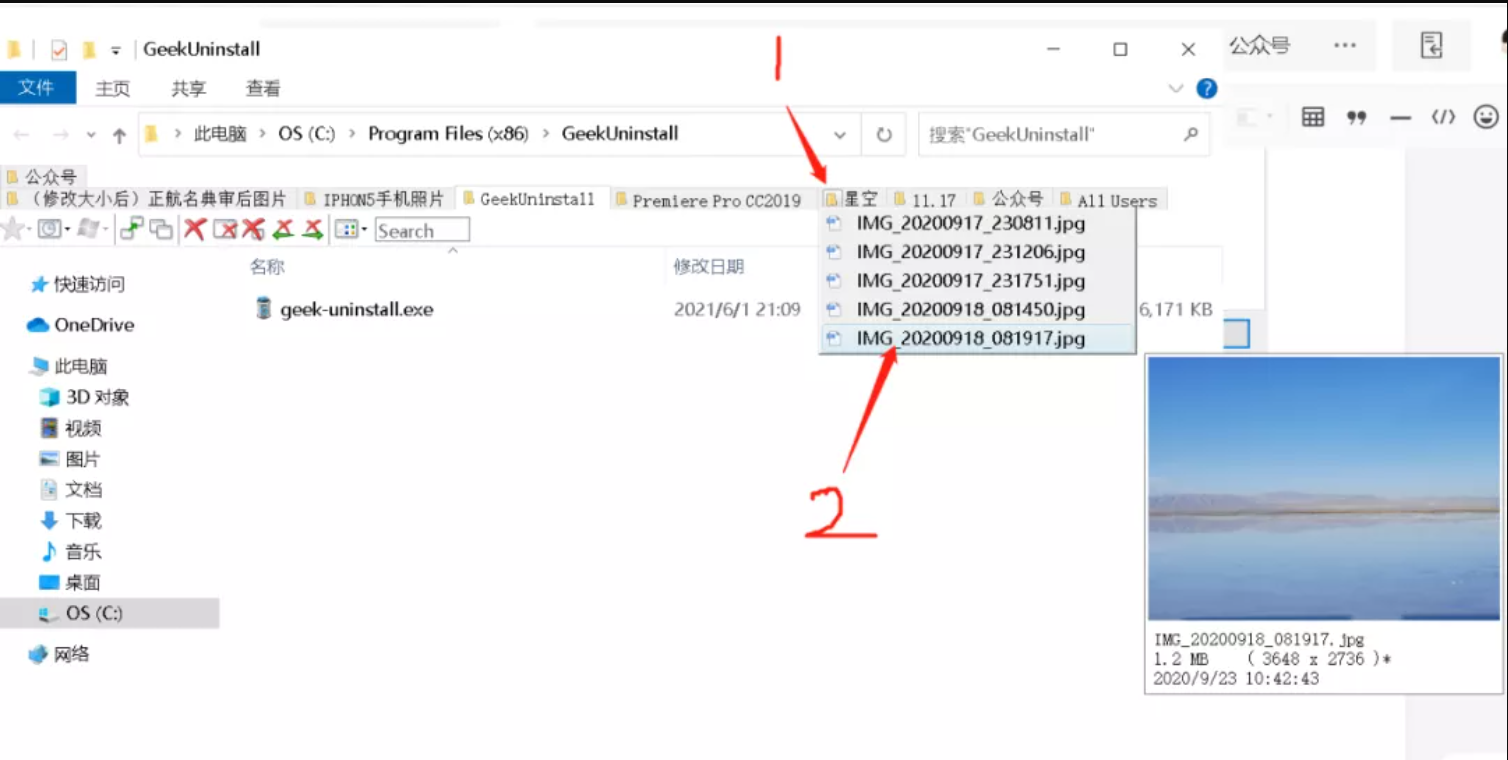 GeekUninstall
公众号
文件 主页 共享 查看
此电脑 > OS (C:) > Program Files (x86) > GeekUninstall
搜索"GeekUninstall"
公众号
（修改大小后）正航名典审后图片 IPHON5手机照片 GeekUninstall Premiere Pro CC2019 星空 11.17 公众号 All Users
Search
名称 修改日期
geek-uninstall.exe 2021/6/1 21:09 6,171 KB
IMG_20200917_230811.jpg
IMG_20200917_231206.jpg
IMG_20200917_231751.jpg
IMG_20200918_081450.jpg
IMG_20200918_081917.jpg
快速访问
OneDrive
此电脑
3D 对象
视频
图片
文档
下载
音乐
桌面
OS (C:)
网络
1
2
IMG_20200918_081917.jpg
1.2 MB ( 3648 x 2736 )*
2020/9/23 10:42:43